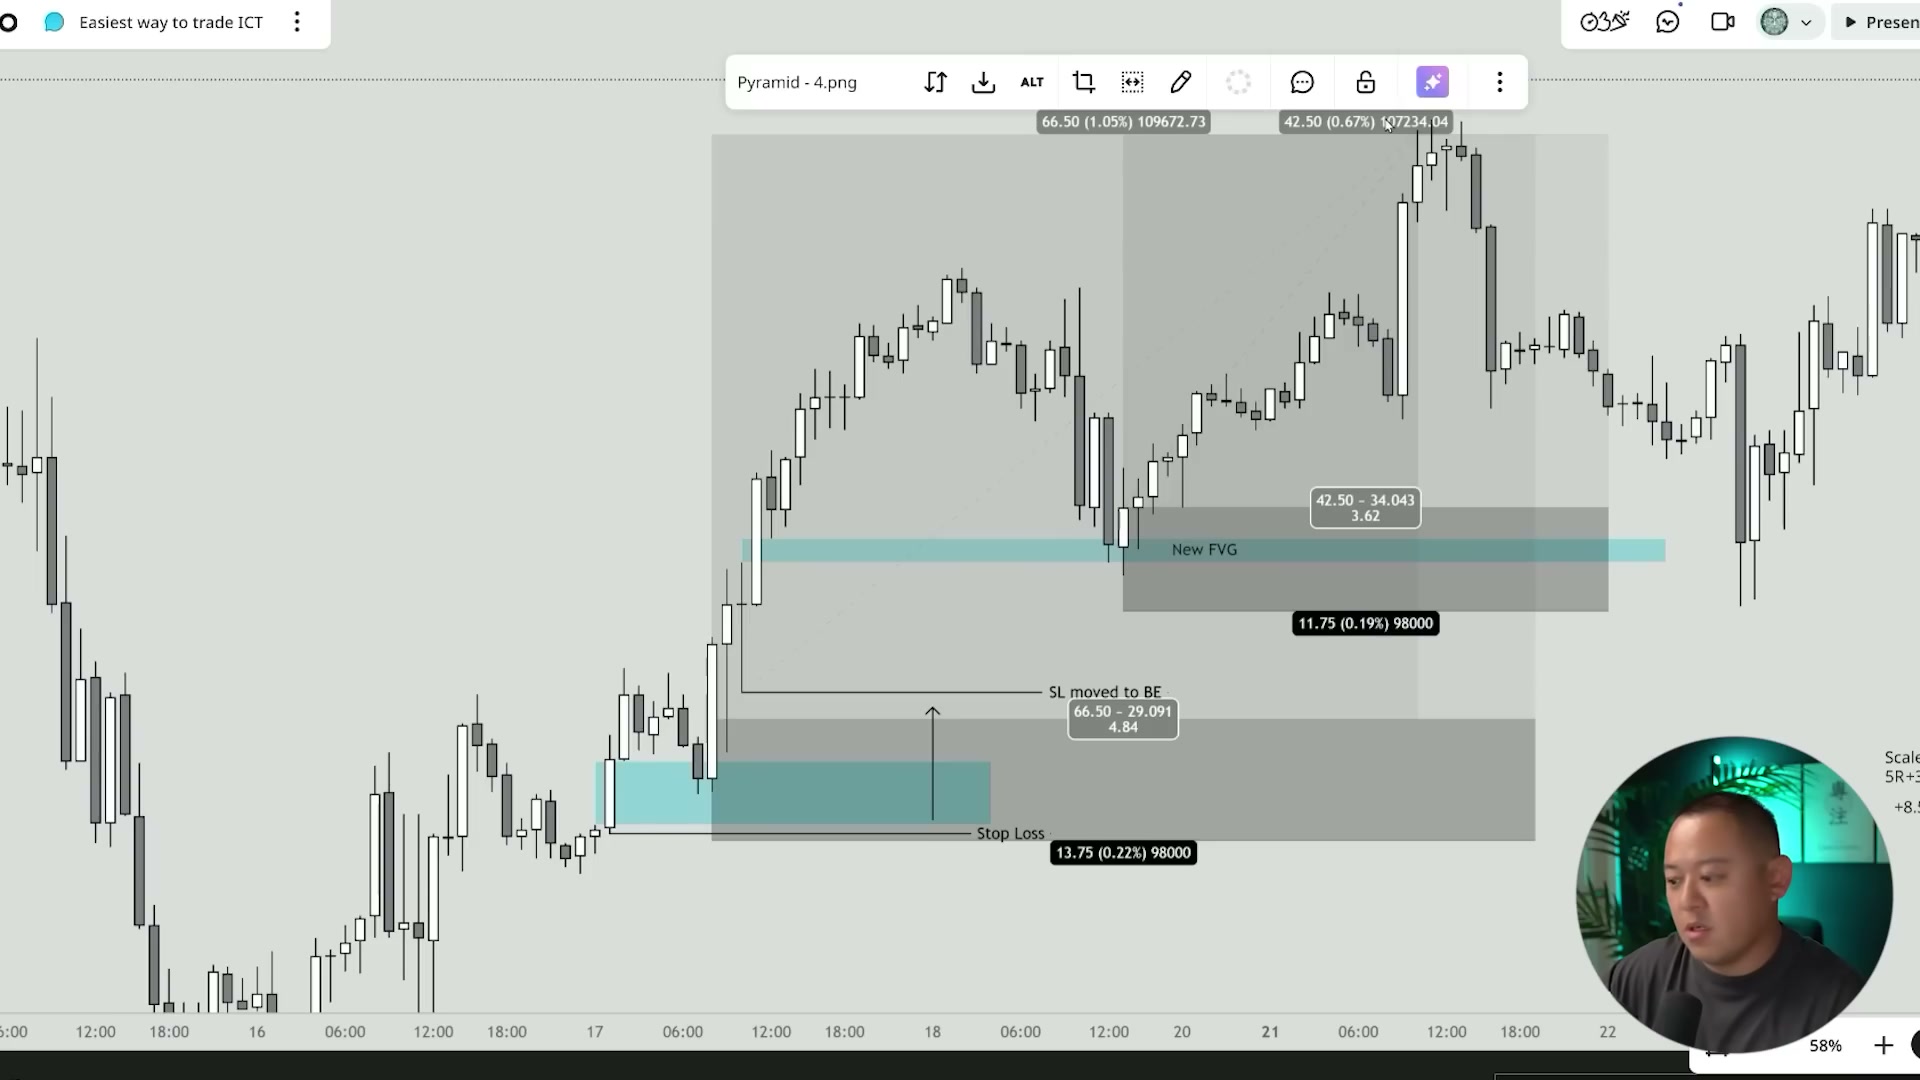 Easiest way to trade ICT
Presen
Pyramid - 4.png
ALT
66.50 (1.05%) 109672.73
42.50 (0.67%) 107234.04
42.50 - 34.043
3.62
New FVG
11.75 (0.19%) 98000
SL moved to BE
66.50 - 29.091
4.84
Stop Loss
13.75 (0.22%) 98000
Scale
5R+3
+8.5
6:00 12:00 18:00 16 06:00 12:00 18:00 17 06:00 12:00 18:00 18 06:00 12:00 20 21 06:00 12:00 18:00 22
58%